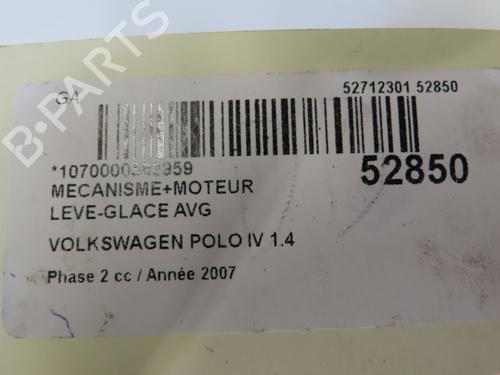 GA
52712301 52850
52850
MECANISME+MOTEUR
LEVE-GLACE AVG
VOLKSWAGEN POLO IV 1.4
Phase 2 cc / Année 2007
B-PARTS